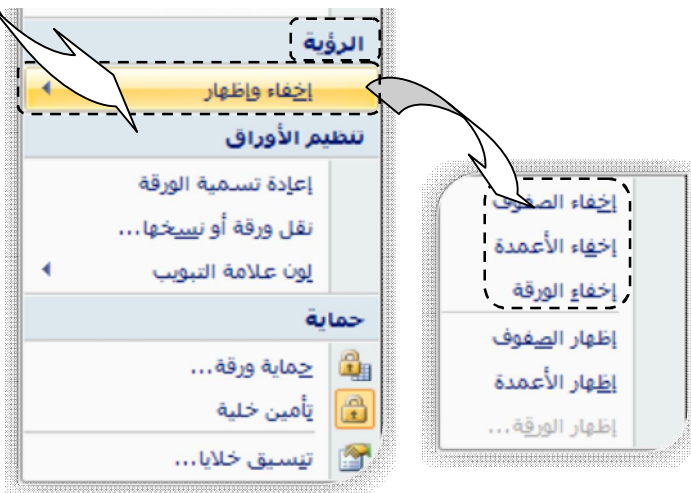 الرؤية
إخفاء وإظهار
تنظيم الأوراق
إعادة تسمية الورقة
نقل ورقة أو نسخها...
لون علامة التبويب
حماية
حماية ورقة...
تأمين خلية
تنسيق خلايا...
إخفاء الصفوف
إخفاء الأعمدة
إخفاء الورقة
إظهار الصفوف
إظهار الأعمدة
إظهار الورقة...